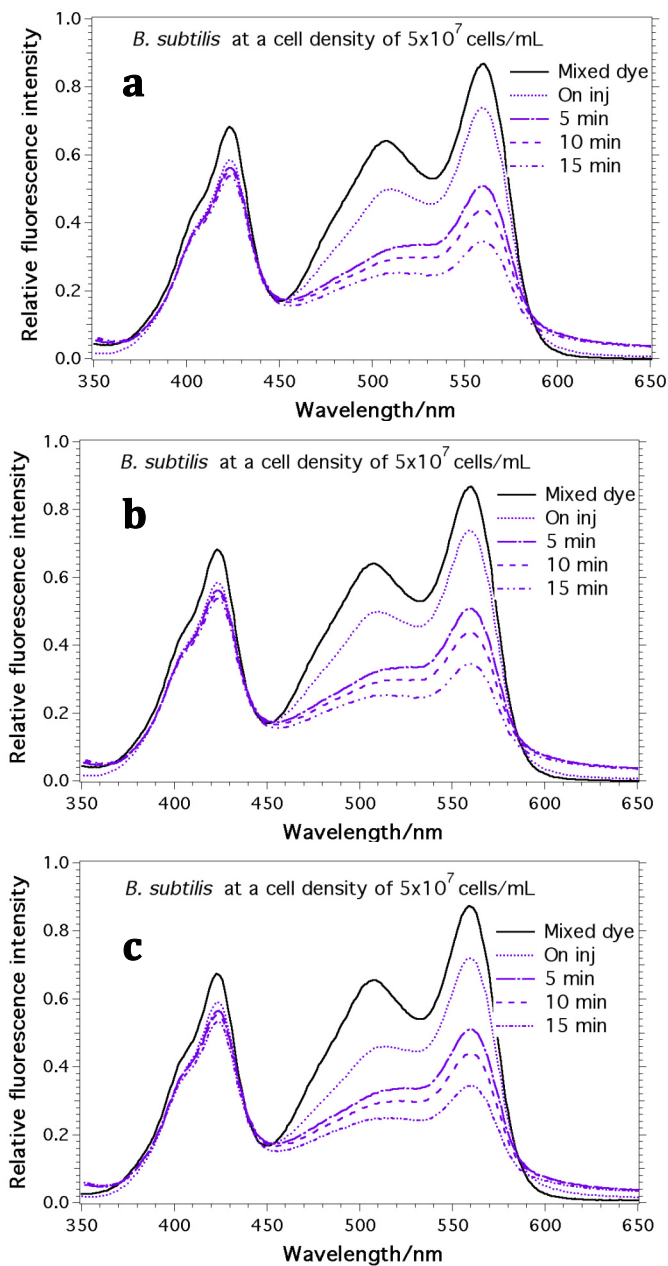 B. subtilis at a cell density of 5x10⁷ cells/mL
a
Mixed dye
On inj
5 min
10 min
15 min
Relative fluorescence intensity
1.0
0.8
0.6
0.4
0.2
0.0
350 400 450 500 550 600 650
Wavelength/nm
B. subtilis at a cell density of 5x10⁷ cells/mL
b
Mixed dye
On inj
5 min
10 min
15 min
Relative fluorescence intensity
1.0
0.8
0.6
0.4
0.2
0.0
350 400 450 500 550 600 650
Wavelength/nm
B. subtilis at a cell density of 5x10⁷ cells/mL
c
Mixed dye
On inj
5 min
10 min
15 min
Relative fluorescence intensity
1.0
0.8
0.6
0.4
0.2
0.0
350 400 450 500 550 600 650
Wavelength/nm